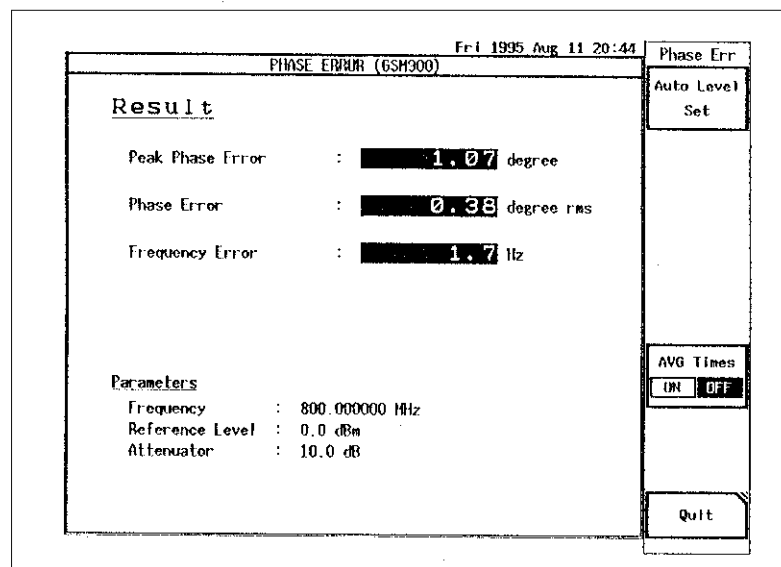 Fri 1995 Aug 11 20:44
PHASE ERROR (GSM900)
Result
Peak Phase Error : 1.07 degree
Phase Error : 0.38 degree rms
Frequency Error : 1.7 Hz
Parameters
Frequency : 800.000000 MHz
Reference Level : 0.0 dBm
Attenuator : 10.0 dB
Phase Err
Auto Level
Set
AVG Times
ON OFF
Quit